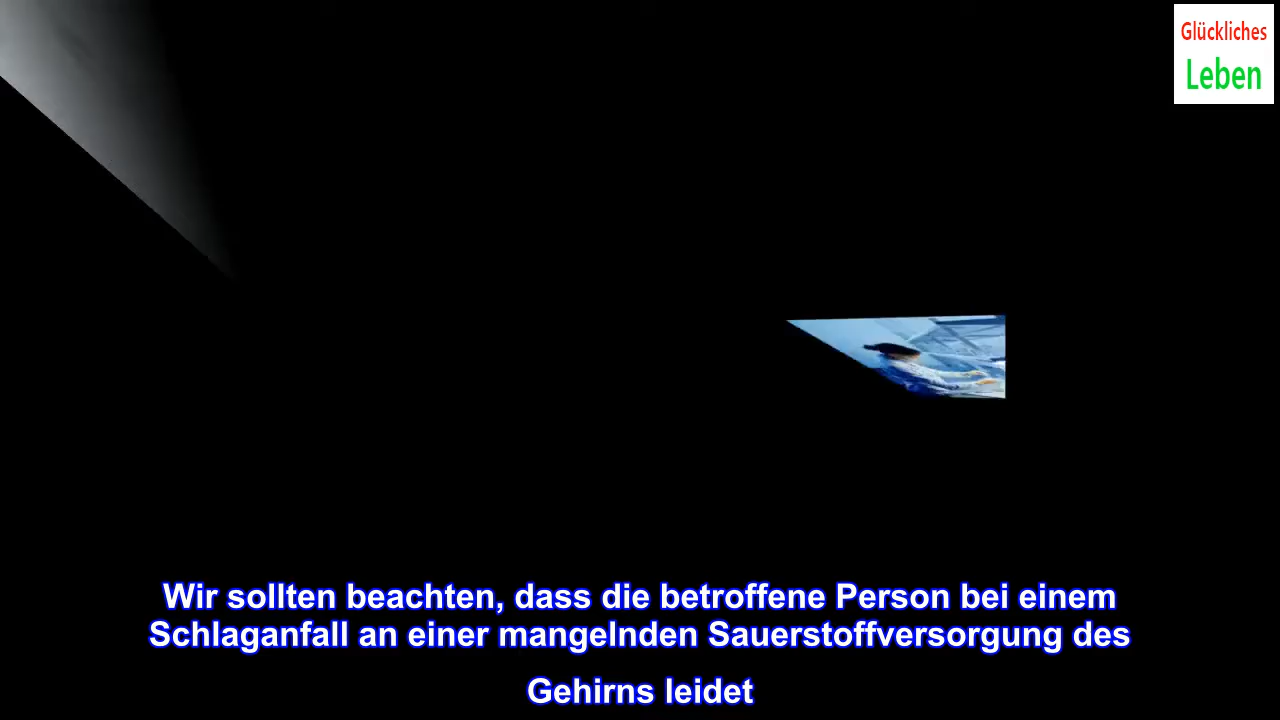 Glückliches
Leben
Wir sollten beachten, dass die betroffene Person bei einem
Schlaganfall an einer mangelnden Sauerstoffversorgung des
Gehirns leidet